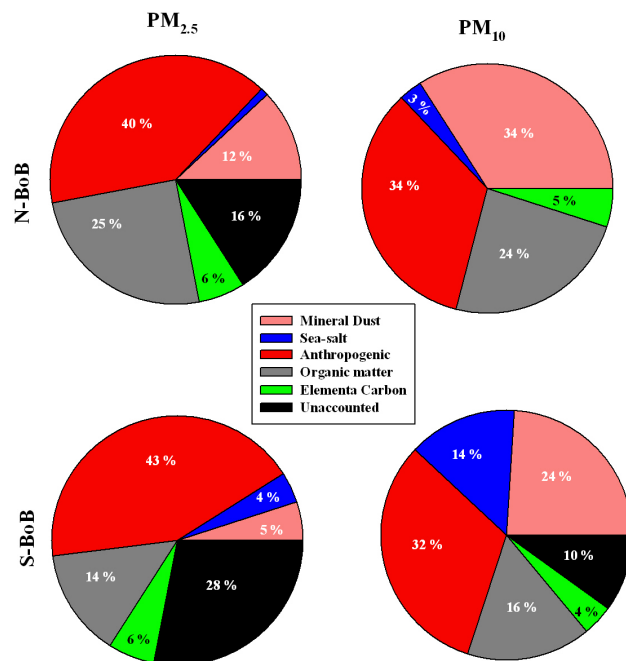 PM2.5
PM10
N-BoB
40 %
12 %
25 %
16 %
6 %
3 %
34 %
34 %
5 %
24 %
Mineral Dust
Sea-salt
Anthropogenic
Organic matter
Elementa Carbon
Unaccounted
S-BoB
43 %
4 %
5 %
14 %
28 %
6 %
14 %
24 %
32 %
10 %
16 %
4 %